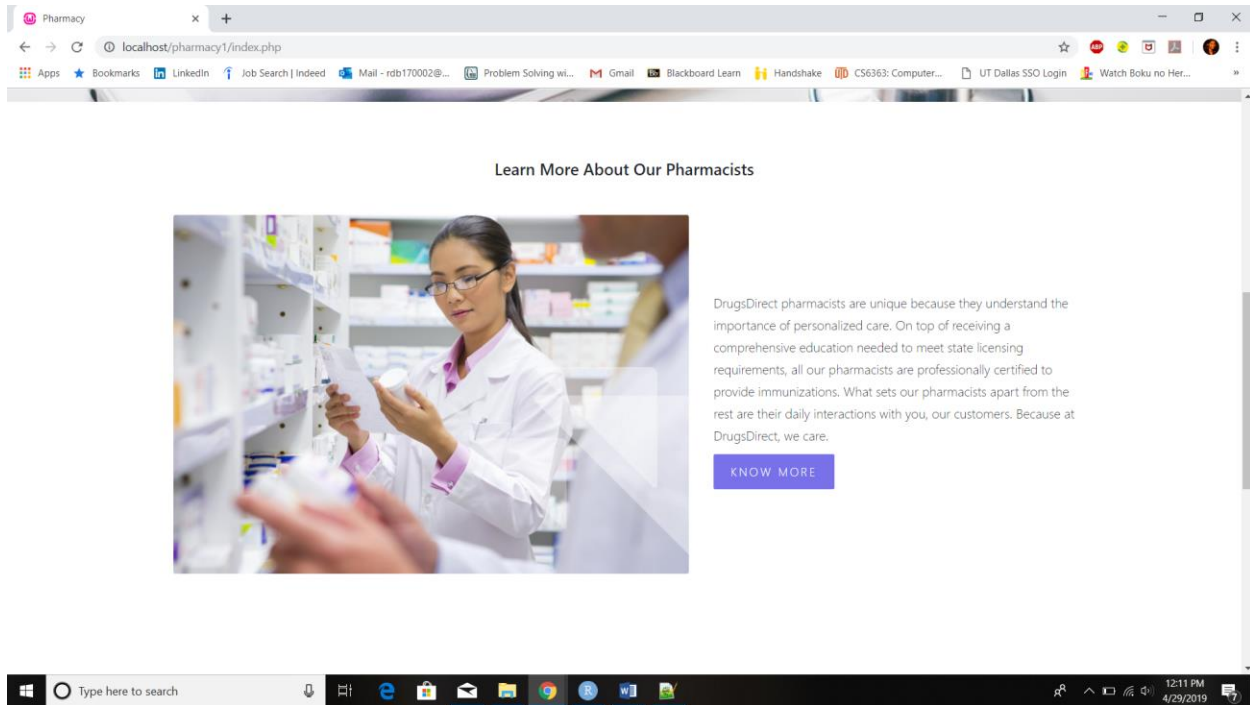 Pharmacy
localhost/pharmacy1/index.php
ABP
Apps Bookmarks LinkedIn Job Search | Indeed Mail - rdb170002@... Problem Solving wi... Gmail Blackboard Learn Handshake CS6363: Computer... UT Dallas SSO Login Watch Boku no Her... »
Learn More About Our Pharmacists
DrugsDirect pharmacists are unique because they understand the
importance of personalized care. On top of receiving a
comprehensive education needed to meet state licensing
requirements, all our pharmacists are professionally certified to
provide immunizations. What sets our pharmacists apart from the
rest are their daily interactions with you, our customers. Because at
DrugsDirect, we care.
KNOW MORE
Type here to search
12:11 PM
4/29/2019